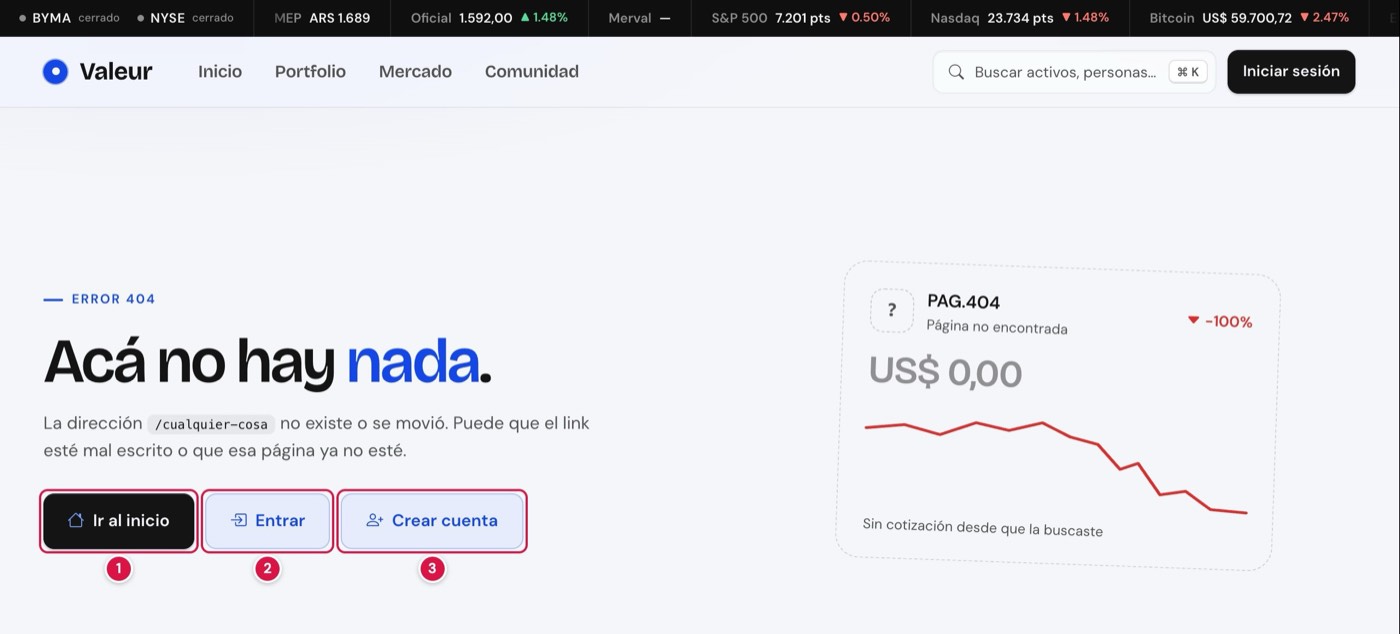 BYMA cerrado NYSE cerrado MEP ARS 1.689 Oficial 1.592,00 ▲ 1.48% Merval — S&P 500 7.201 pts ▼ 0.50% Nasdaq 23.734 pts ▼ 1.48% Bitcoin US$ 59.700,72 ▼ 2.47%
Valeur Inicio Portfolio Mercado Comunidad Buscar activos, personas... ⌘ K Iniciar sesión
ERROR 404
Acá no hay nada.
La dirección /cualquier-cosa no existe o se movió. Puede que el link
esté mal escrito o que esa página ya no esté.
Ir al inicio Entrar Crear cuenta
1 2 3
? PAG.404 ▼ -100%
Página no encontrada
US$ 0,00
Sin cotización desde que la buscaste